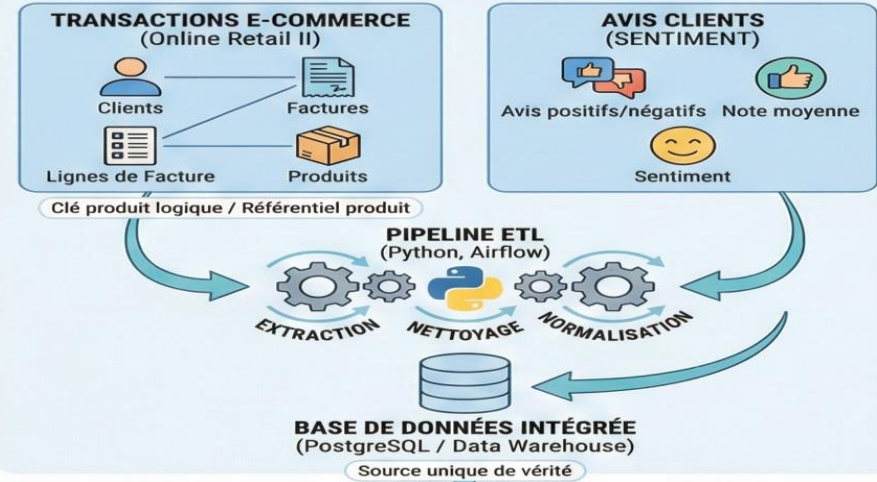 TRANSACTIONS E-COMMERCE
(Online Retail II)
Clients
Factures
Lignes de Facture
Produits
Clé produit logique / Référentiel produit
AVIS CLIENTS
(SENTIMENT)
Avis positifs/négatifs
Note moyenne
Sentiment
PIPELINE ETL
(Python, Airflow)
EXTRACTION
NETTOYAGE
NORMALISATION
BASE DE DONNÉES INTÉGRÉE
(PostgreSQL / Data Warehouse)
Source unique de vérité